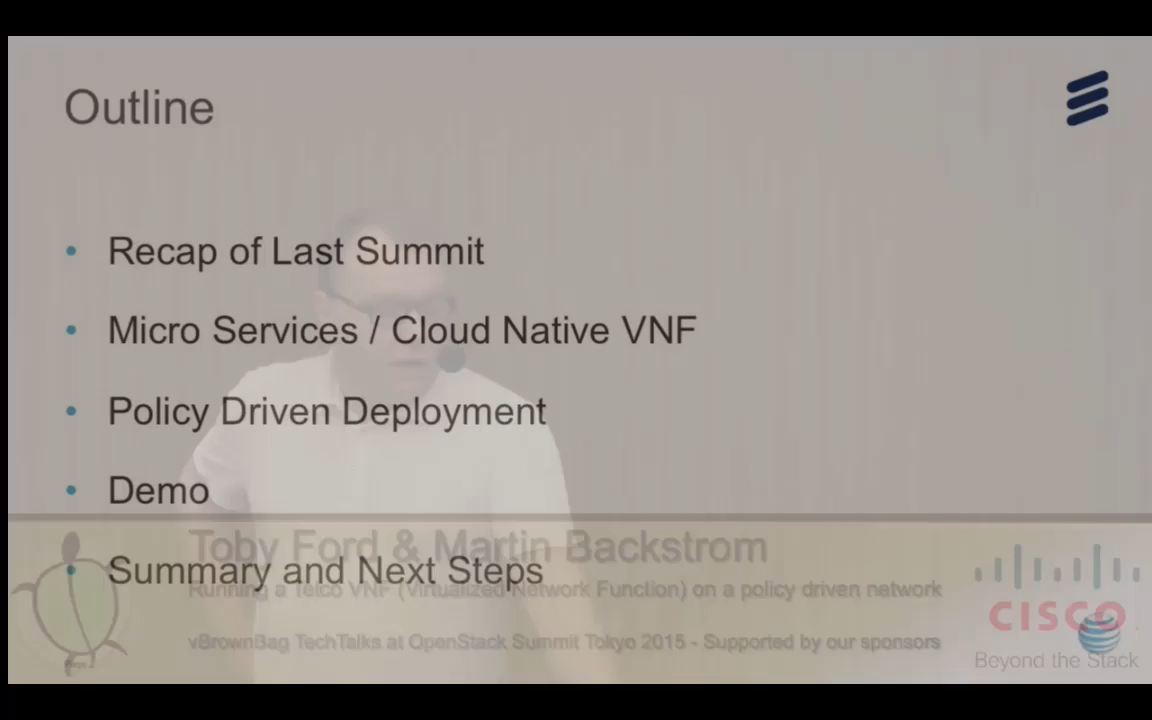 Outline
• Recap of Last Summit
• Micro Services / Cloud Native VNF
• Policy Driven Deployment
• Demo
Toby Ford & Martin Backstrom
• Summary and Next Steps
Running a Telco VNF (Virtualized Network Function) on a policy driven network
vBrownBag TechTalks at OpenStack Summit Tokyo 2015 - Supported by our sponsors
CISCO
Beyond the Stack